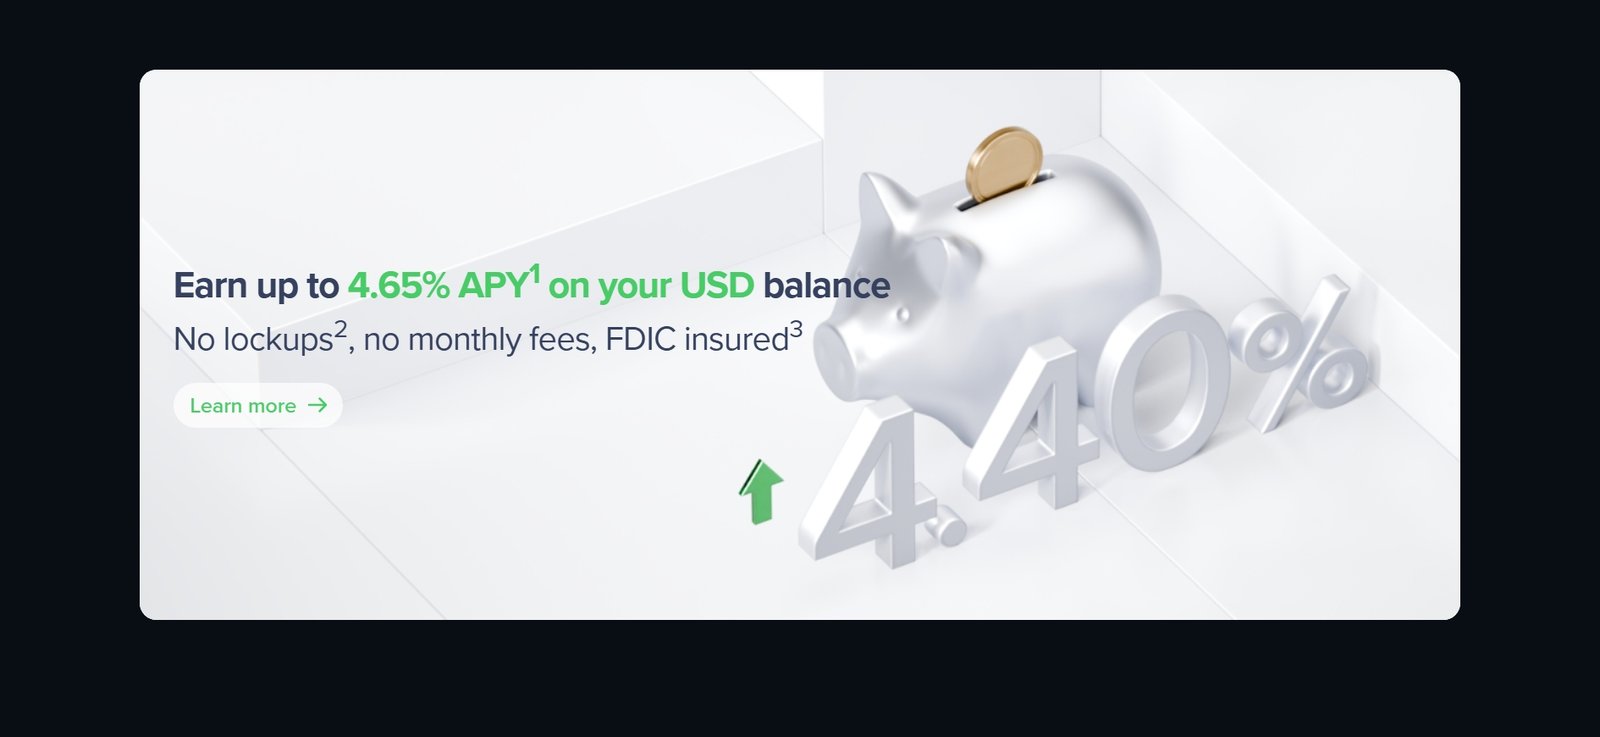 Earn up to 4.65% APY¹ on your USD balance
No lockups², no monthly fees, FDIC insured³
Learn more →
4.40%